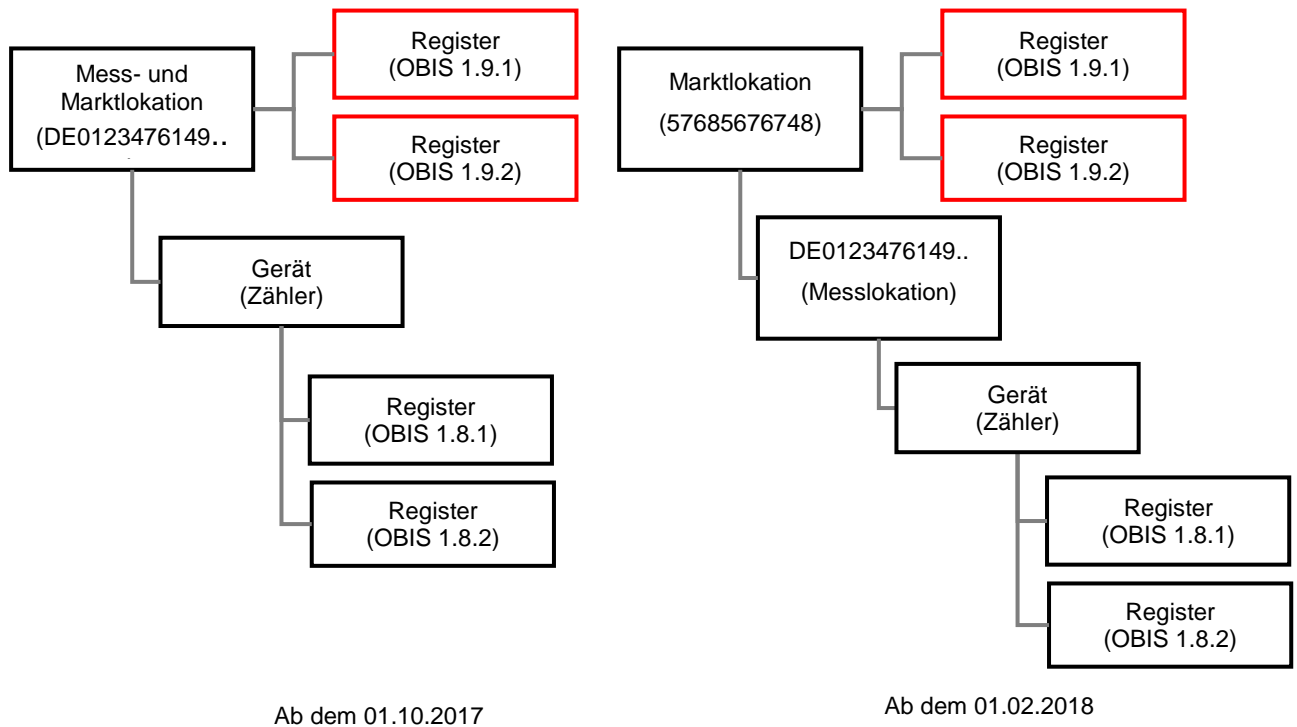 Mess- und
Marktlokation
(DE0123476149..
Register
(OBIS 1.9.1)
Register
(OBIS 1.9.2)
Gerät
(Zähler)
Register
(OBIS 1.8.1)
Register
(OBIS 1.8.2)
Ab dem 01.10.2017
Marktlokation
(57685676748)
Register
(OBIS 1.9.1)
Register
(OBIS 1.9.2)
DE0123476149..
(Messlokation)
Gerät
(Zähler)
Register
(OBIS 1.8.1)
Register
(OBIS 1.8.2)
Ab dem 01.02.2018